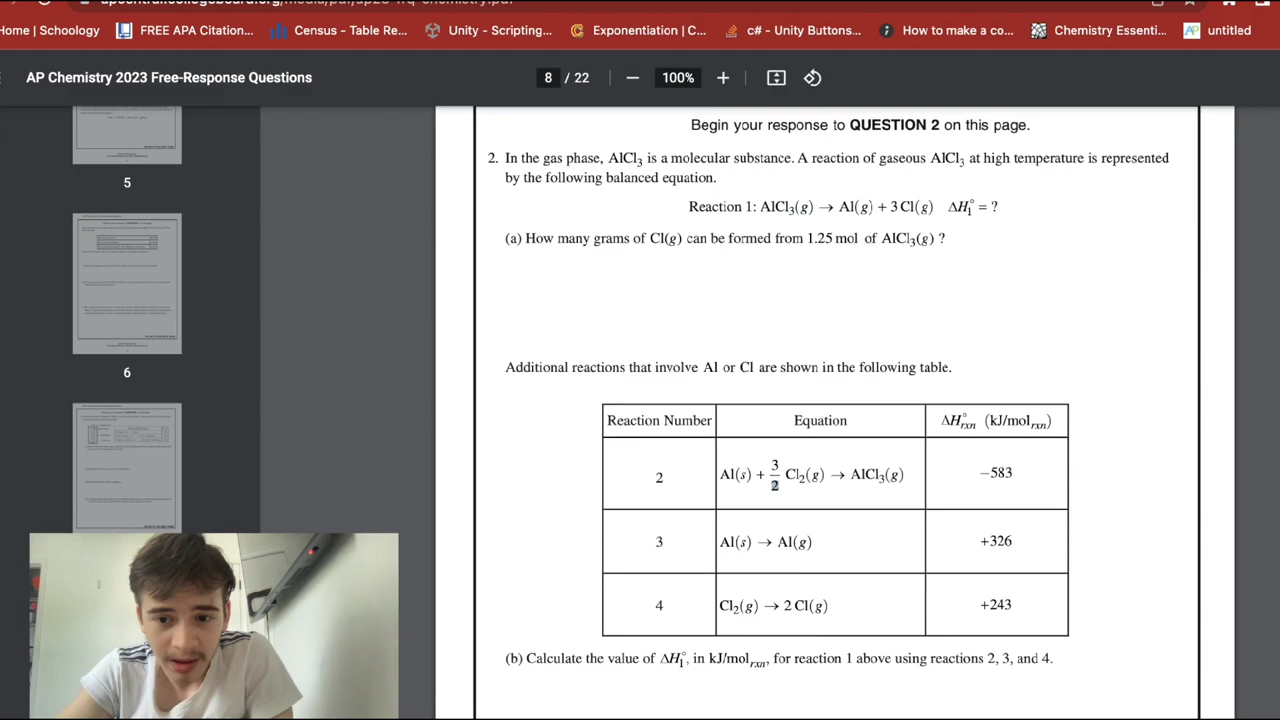 Home | Schoology FREE APA Citation... Census - Table Re... Unity - Scripting... Exponentiation | C... c# - Unity Buttons... How to make a co... Chemistry Essenti... untitled
AP Chemistry 2023 Free-Response Questions 8 / 22 100%
5
6
Begin your response to QUESTION 2 on this page.
2. In the gas phase, AlCl₃ is a molecular substance. A reaction of gaseous AlCl₃ at high temperature is represented
by the following balanced equation.
Reaction 1: AlCl₃(g) → Al(g) + 3 Cl(g) ΔH₁° = ?
(a) How many grams of Cl(g) can be formed from 1.25 mol of AlCl₃(g) ?
Additional reactions that involve Al or Cl are shown in the following table.
Reaction Number Equation ΔH°rxn (kJ/molrxn)
2 Al(s) + 3/2 Cl₂(g) → AlCl₃(g) −583
3 Al(s) → Al(g) +326
4 Cl₂(g) → 2 Cl(g) +243
(b) Calculate the value of ΔH₁°, in kJ/molrxn, for reaction 1 above using reactions 2, 3, and 4.